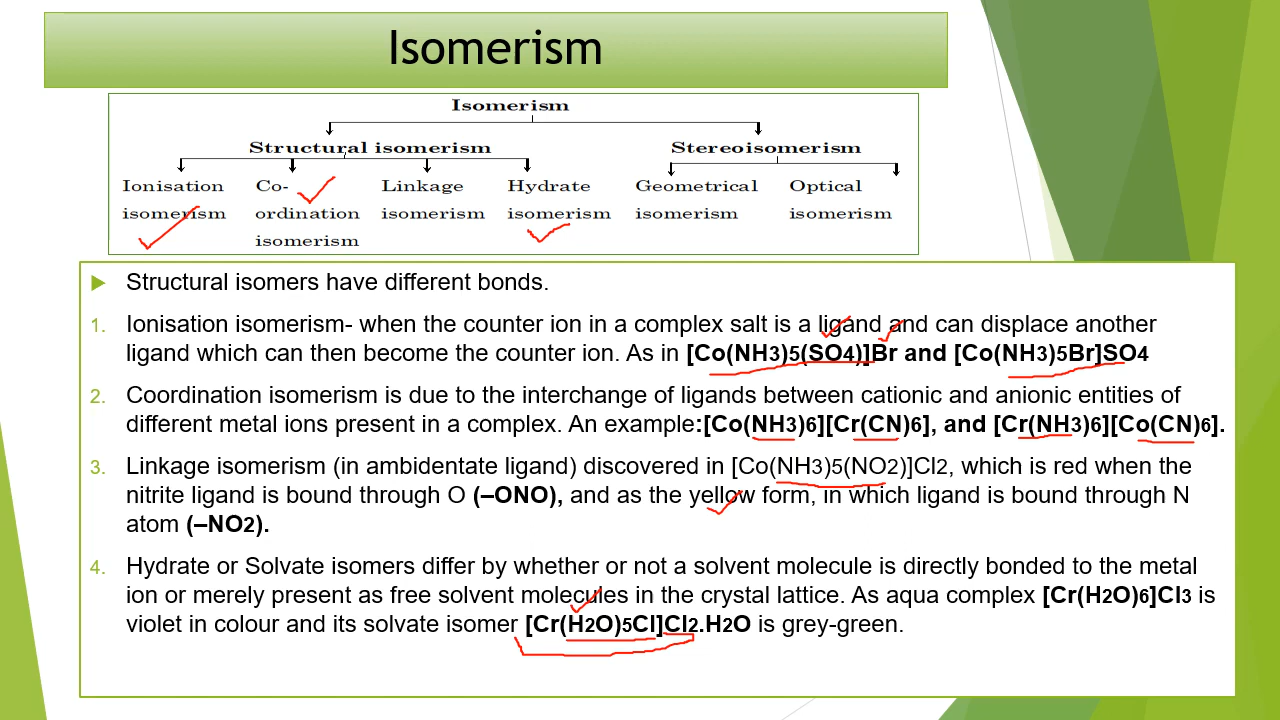 Isomerism
Isomerism
Structural isomerism Stereoisomerism
Ionisation Co- Linkage Hydrate Geometrical Optical
isomerism ordination isomerism isomerism isomerism isomerism
isomerism
Structural isomers have different bonds.
1. Ionisation isomerism- when the counter ion in a complex salt is a ligand and can displace another
ligand which can then become the counter ion. As in [Co(NH3)5(SO4)]Br and [Co(NH3)5Br]SO4
2. Coordination isomerism is due to the interchange of ligands between cationic and anionic entities of
different metal ions present in a complex. An example:[Co(NH3)6][Cr(CN)6], and [Cr(NH3)6][Co(CN)6].
3. Linkage isomerism (in ambidentate ligand) discovered in [Co(NH3)5(NO2)]Cl2, which is red when the
nitrite ligand is bound through O (–ONO), and as the yellow form, in which ligand is bound through N
atom (–NO2).
4. Hydrate or Solvate isomers differ by whether or not a solvent molecule is directly bonded to the metal
ion or merely present as free solvent molecules in the crystal lattice. As aqua complex [Cr(H2O)6]Cl3 is
violet in colour and its solvate isomer [Cr(H2O)5Cl]Cl2.H2O is grey-green.